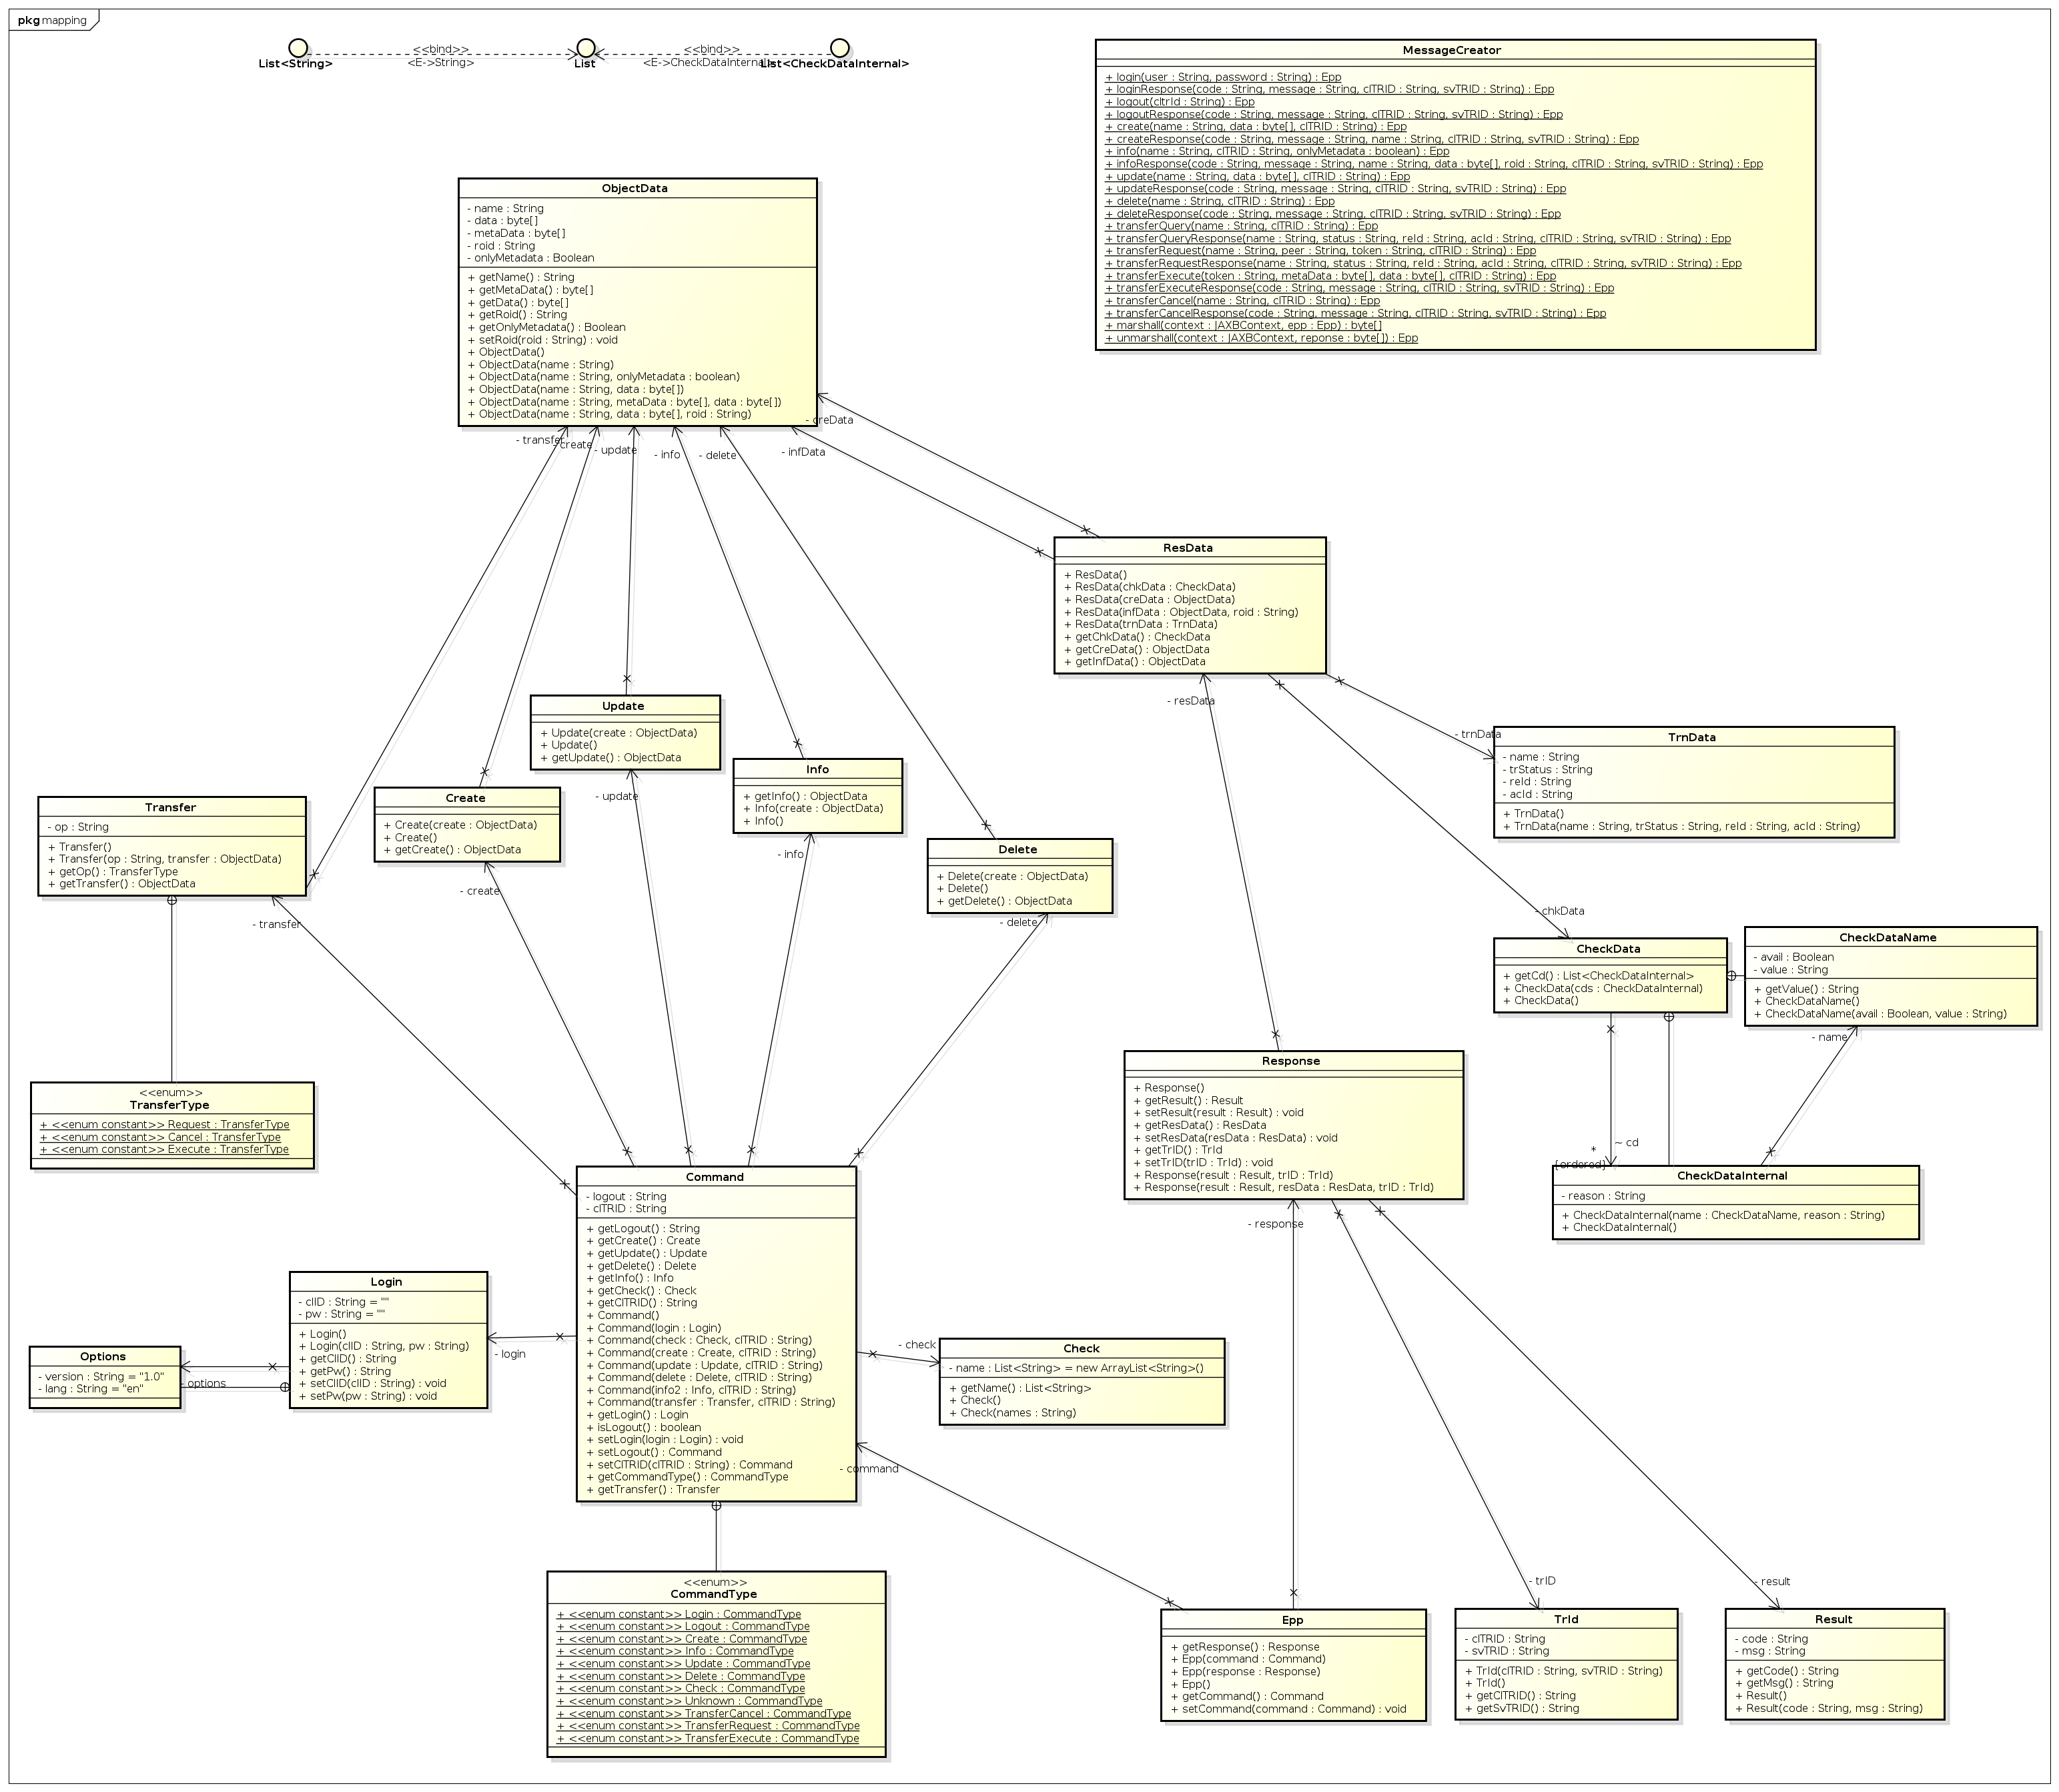 pkg mapping
<<bind>>
<<bind>>
List<String>
<E->String>
List
<E->CheckDataInternal>
List<CheckDataInternal>
MessageCreator
+ login(user : String, password : String) : Epp
+ loginResponse(code : String, message : String, clTRID : String, svTRID : String) : Epp
+ logout(cltrId : String) : Epp
+ logoutResponse(code : String, message : String, clTRID : String, svTRID : String) : Epp
+ create(name : String, data : byte[], clTRID : String) : Epp
+ createResponse(code : String, message : String, name : String, clTRID : String, svTRID : String) : Epp
+ info(name : String, clTRID : String, onlyMetadata : boolean) : Epp
+ infoResponse(code : String, message : String, name : String, data : byte[], roid : String, clTRID : String, svTRID : String) : Epp
+ update(name : String, data : byte[], clTRID : String) : Epp
+ updateResponse(code : String, message : String, clTRID : String, svTRID : String) : Epp
+ delete(name : String, clTRID : String) : Epp
+ deleteResponse(code : String, message : String, clTRID : String, svTRID : String) : Epp
+ transferQuery(name : String, clTRID : String) : Epp
+ transferQueryResponse(name : String, status : String, reId : String, acId : String, clTRID : String, svTRID : String) : Epp
+ transferRequest(name : String, peer : String, token : String, clTRID : String) : Epp
+ transferRequestResponse(name : String, status : String, reId : String, acId : String, clTRID : String, svTRID : String) : Epp
+ transferExecute(token : String, metaData : byte[], data : byte[], clTRID : String) : Epp
+ transferExecuteResponse(code : String, message : String, clTRID : String, svTRID : String) : Epp
+ transferCancel(name : String, clTRID : String) : Epp
+ transferCancelResponse(code : String, message : String, clTRID : String, svTRID : String) : Epp
+ marshall(context : JAXBContext, epp : Epp) : byte[]
+ unmarshall(context : JAXBContext, reponse : byte[]) : Epp
ObjectData
- name : String
- data : byte[]
- metaData : byte[]
- roid : String
- onlyMetadata : Boolean
+ getName() : String
+ getMetaData() : byte[]
+ getData() : byte[]
+ getRoid() : String
+ getOnlyMetadata() : Boolean
+ setRoid(roid : String) : void
+ ObjectData()
+ ObjectData(name : String)
+ ObjectData(name : String, onlyMetadata : boolean)
+ ObjectData(name : String, data : byte[])
+ ObjectData(name : String, metaData : byte[], data : byte[])
+ ObjectData(name : String, data : byte[], roid : String)
- creData
- transfer
- create
- update
- info
- delete
- infData
ResData
+ ResData()
+ ResData(chkData : CheckData)
+ ResData(creData : ObjectData)
+ ResData(infData : ObjectData, roid : String)
+ ResData(trnData : TrnData)
+ getChkData() : CheckData
+ getCreData() : ObjectData
+ getInfData() : ObjectData
- resData
- trnData
TrnData
- name : String
- trStatus : String
- reId : String
- acId : String
+ TrnData()
+ TrnData(name : String, trStatus : String, reId : String, acId : String)
Update
+ Update(create : ObjectData)
+ Update()
+ getUpdate() : ObjectData
- update
Info
+ getInfo() : ObjectData
+ Info(create : ObjectData)
+ Info()
- info
Create
+ Create(create : ObjectData)
+ Create()
+ getCreate() : ObjectData
- create
Transfer
- op : String
+ Transfer()
+ Transfer(op : String, transfer : ObjectData)
+ getOp() : TransferType
+ getTransfer() : ObjectData
- transfer
Delete
+ Delete(create : ObjectData)
+ Delete()
+ getDelete() : ObjectData
- delete
- chkData
CheckData
+ getCd() : List<CheckDataInternal>
+ CheckData(cds : CheckDataInternal)
+ CheckData()
CheckDataName
- avail : Boolean
- value : String
+ getValue() : String
+ CheckDataName()
+ CheckDataName(avail : Boolean, value : String)
- name
~ cd
*
{ordered}
CheckDataInternal
- reason : String
+ CheckDataInternal(name : CheckDataName, reason : String)
+ CheckDataInternal()
Response
+ Response()
+ getResult() : Result
+ setResult(result : Result) : void
+ getResData() : ResData
+ setResData(resData : ResData) : void
+ getTrID() : TrId
+ setTrID(trID : TrId) : void
+ Response(result : Result, trID : TrId)
+ Response(result : Result, resData : ResData, trID : TrId)
- response
<<enum>>
TransferType
+ <<enum constant>> Request : TransferType
+ <<enum constant>> Cancel : TransferType
+ <<enum constant>> Execute : TransferType
Command
- logout : String
- clTRID : String
+ getLogout() : String
+ getCreate() : Create
+ getUpdate() : Update
+ getDelete() : Delete
+ getInfo() : Info
+ getCheck() : Check
+ getClTRID() : String
+ Command()
+ Command(login : Login)
+ Command(check : Check, clTRID : String)
+ Command(create : Create, clTRID : String)
+ Command(update : Update, clTRID : String)
+ Command(delete : Delete, clTRID : String)
+ Command(info2 : Info, clTRID : String)
+ Command(transfer : Transfer, clTRID : String)
+ getLogin() : Login
+ isLogout() : boolean
+ setLogin(login : Login) : void
+ setLogout() : Command
+ setClTRID(clTRID : String) : Command
+ getCommandType() : CommandType
+ getTransfer() : Transfer
Login
- clID : String = ""
- pw : String = ""
+ Login()
+ Login(clID : String, pw : String)
+ getClID() : String
+ getPw() : String
+ setClID(clID : String) : void
+ setPw(pw : String) : void
- login
Options
- version : String = "1.0"
- lang : String = "en"
- options
- check
Check
- name : List<String> = new ArrayList<String>()
+ getName() : List<String>
+ Check()
+ Check(names : String)
- command
<<enum>>
CommandType
+ <<enum constant>> Login : CommandType
+ <<enum constant>> Logout : CommandType
+ <<enum constant>> Create : CommandType
+ <<enum constant>> Info : CommandType
+ <<enum constant>> Update : CommandType
+ <<enum constant>> Delete : CommandType
+ <<enum constant>> Check : CommandType
+ <<enum constant>> Unknown : CommandType
+ <<enum constant>> TransferCancel : CommandType
+ <<enum constant>> TransferRequest : CommandType
+ <<enum constant>> TransferExecute : CommandType
Epp
+ getResponse() : Response
+ Epp(command : Command)
+ Epp(response : Response)
+ Epp()
+ getCommand() : Command
+ setCommand(command : Command) : void
- trID
TrId
- clTRID : String
- svTRID : String
+ TrId(clTRID : String, svTRID : String)
+ TrId()
+ getClTRID() : String
+ getSvTRID() : String
- result
Result
- code : String
- msg : String
+ getCode() : String
+ getMsg() : String
+ Result()
+ Result(code : String, msg : String)